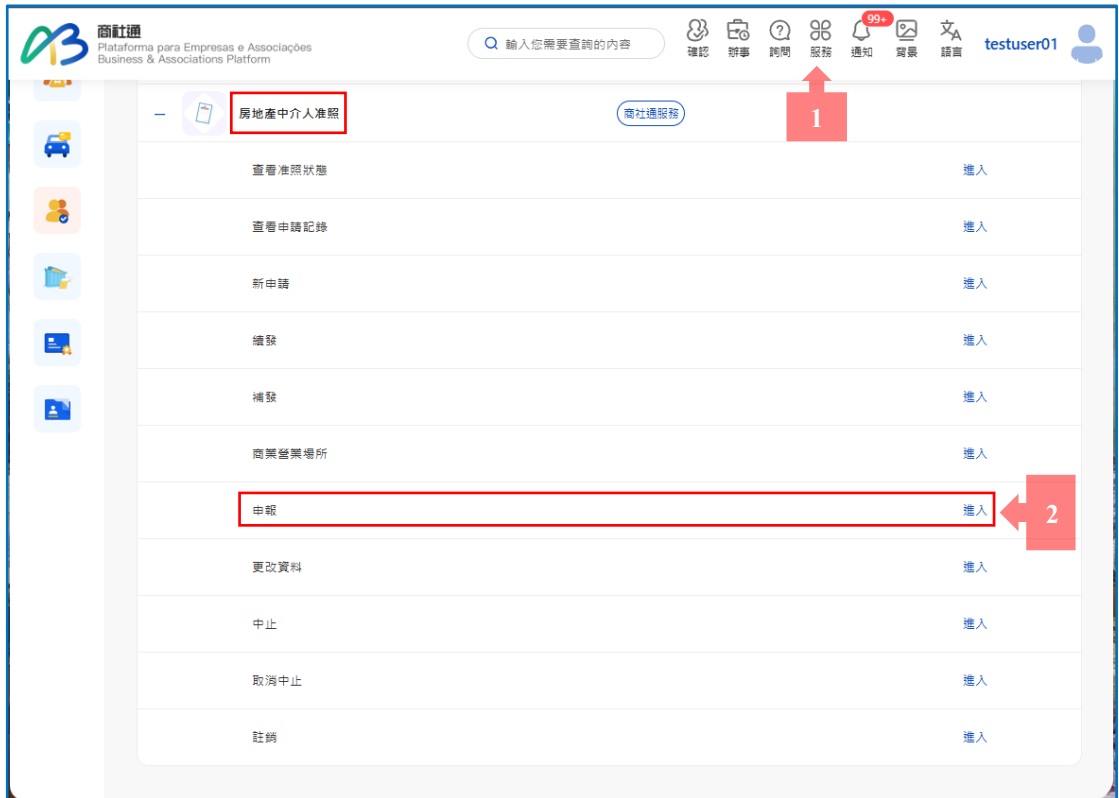 商社通
Plataforma para Empresas e Associações
Business & Associations Platform
輸入您需要查詢的內容
確認
辦事
詢問
服務
99+
通知
背景
語言
testuser01
1
房地產中介人准照
商社通服務
查看准照狀態 進入
查看申請記錄 進入
新申請 進入
續發 進入
補發 進入
商業營業場所 進入
申報 進入
2
更改資料 進入
中止 進入
取消中止 進入
註銷 進入